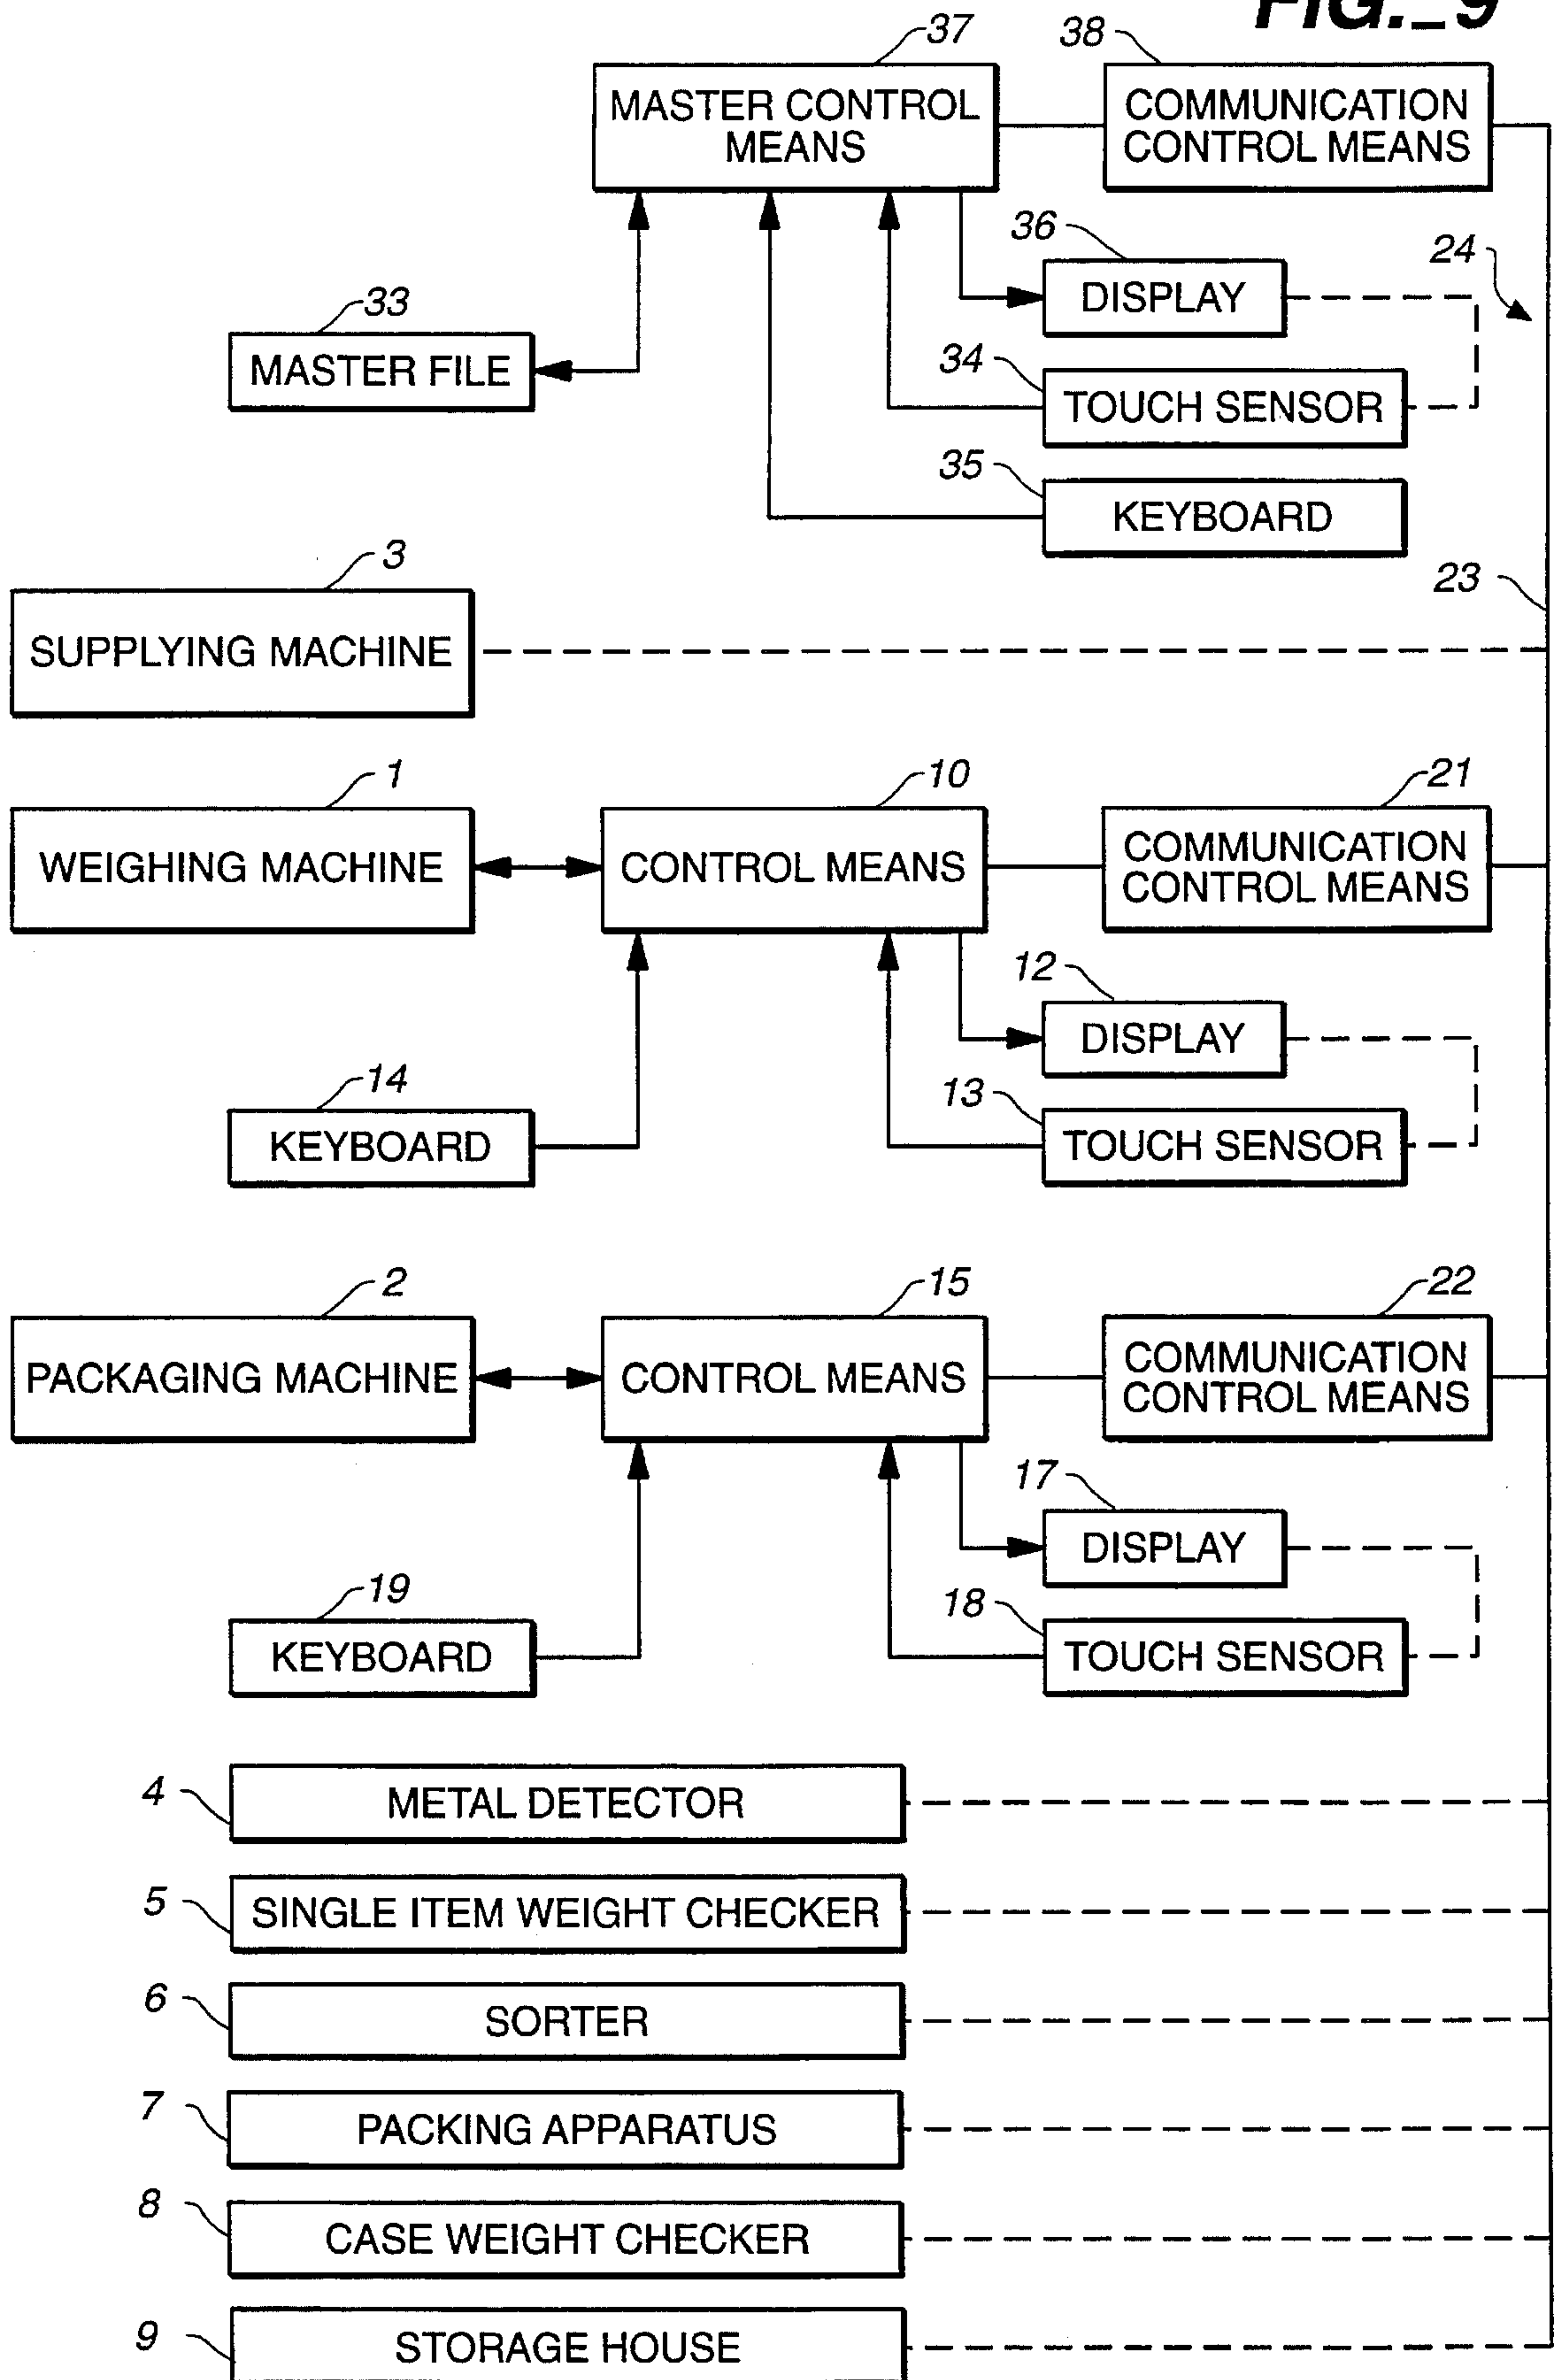 FIG._9
37
38
MASTER CONTROL
MEANS
COMMUNICATION
CONTROL MEANS
36
24
DISPLAY
33
MASTER FILE
34
TOUCH SENSOR
35
KEYBOARD
3
23
SUPPLYING MACHINE
1
10
21
WEIGHING MACHINE
CONTROL MEANS
COMMUNICATION
CONTROL MEANS
12
DISPLAY
14
13
KEYBOARD
TOUCH SENSOR
2
15
22
PACKAGING MACHINE
CONTROL MEANS
COMMUNICATION
CONTROL MEANS
17
DISPLAY
19
18
KEYBOARD
TOUCH SENSOR
4
METAL DETECTOR
5
SINGLE ITEM WEIGHT CHECKER
6
SORTER
7
PACKING APPARATUS
8
CASE WEIGHT CHECKER
9
STORAGE HOUSE